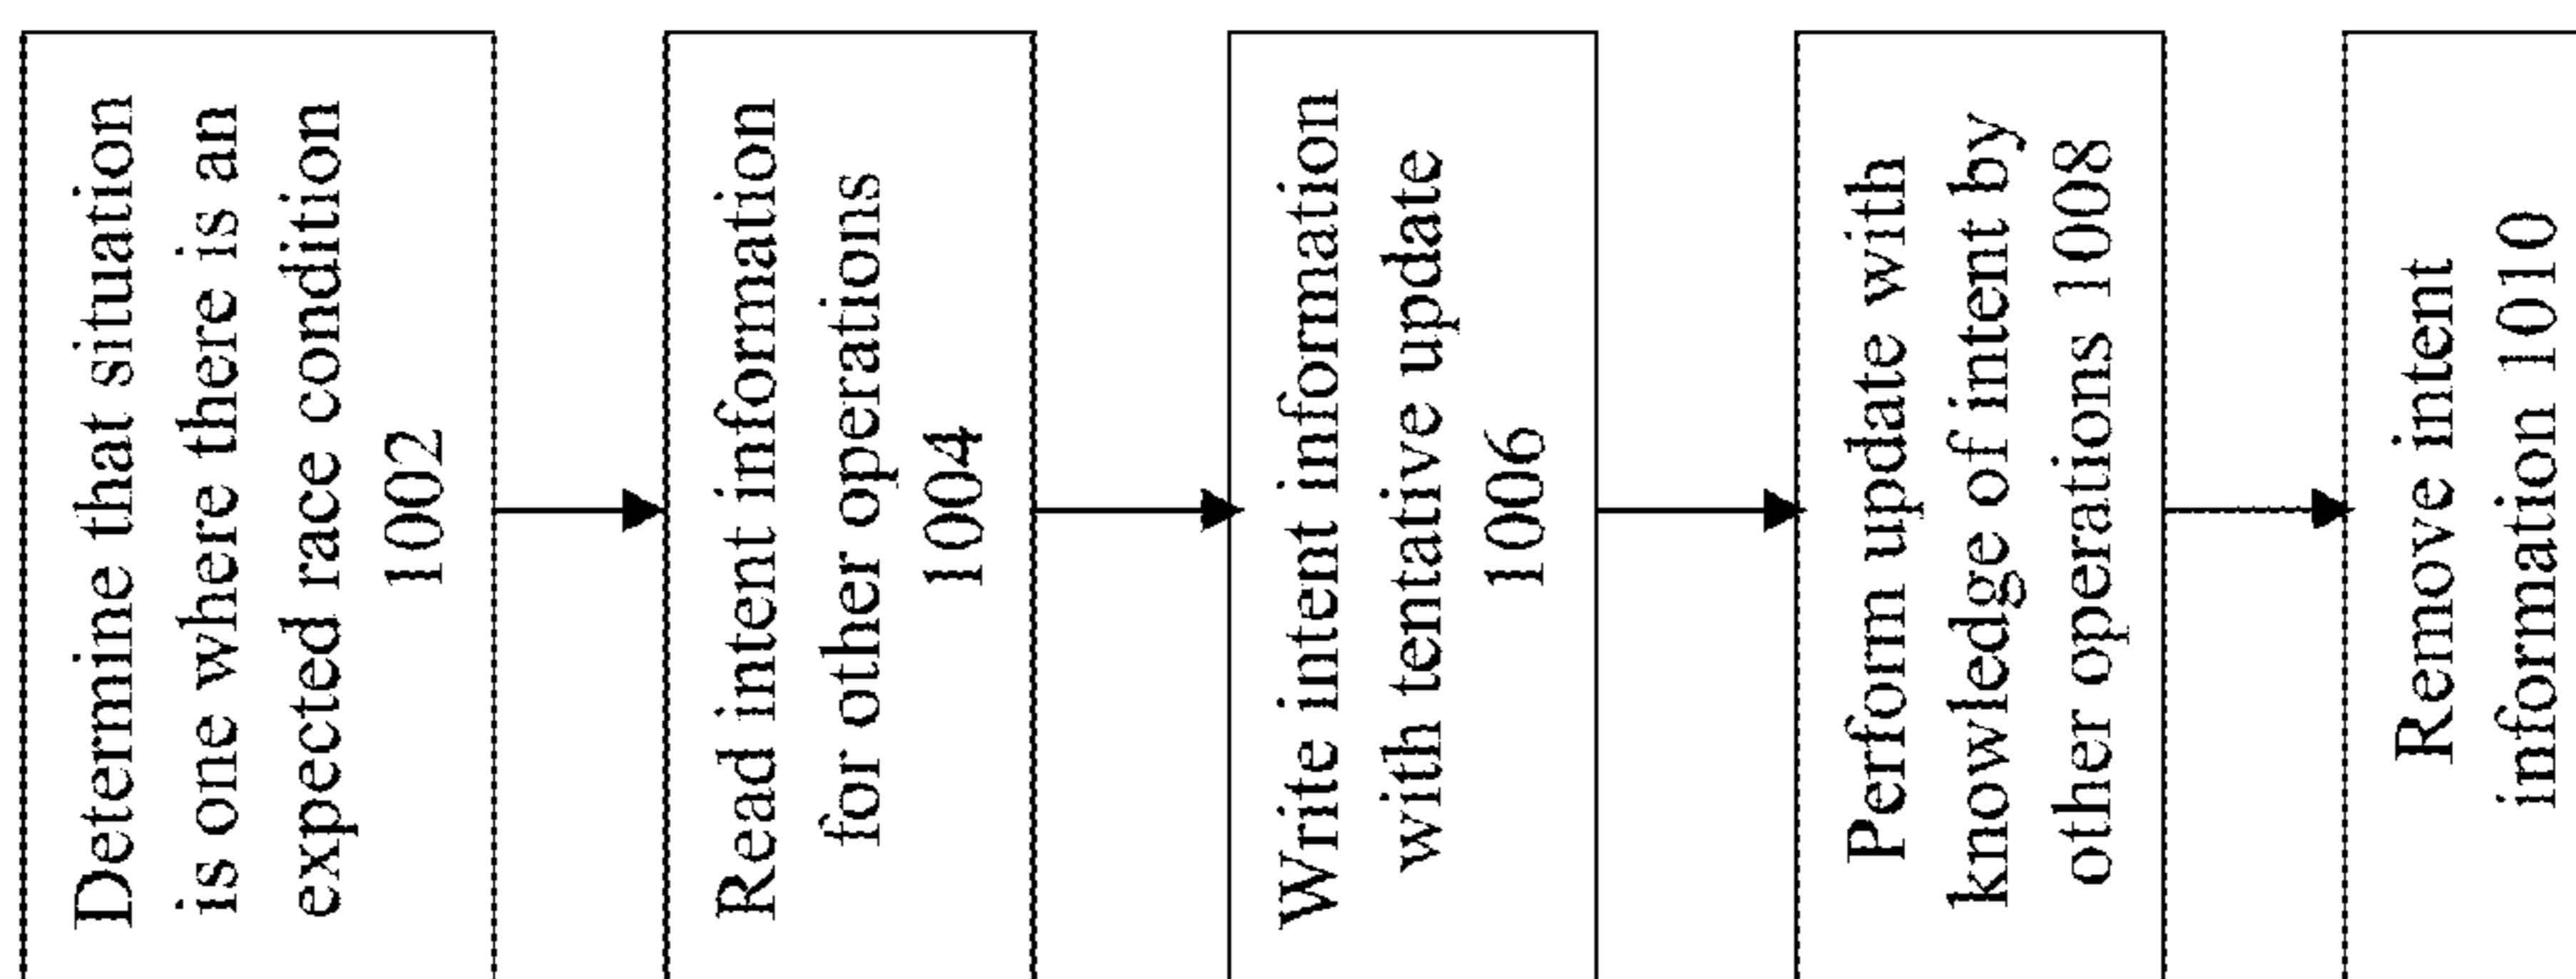 Determine that situation
is one where there is an
expected race condition
1002
Read intent information
for other operations
1004
Write intent information
with tentative update
1006
Perform update with
knowledge of intent by
other operations 1008
Remove intent
information 1010